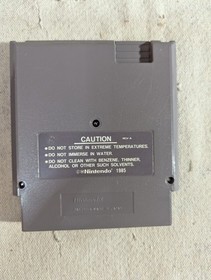 CAUTION
•DO NOT STORE IN EXTREME TEMPERATURES.
•DO NOT IMMERSE IN WATER.
•DO NOT CLEAN WITH BENZENE, THINNER,
ALCOHOL OR OTHER SUCH SOLVENTS.
©Nintendo 1985